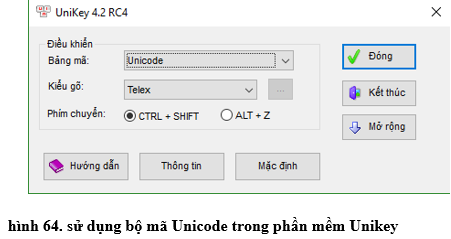 UniKey 4.2 RC4
Điều khiển
Bảng mã: Unicode
Đóng
Kiểu gõ: Telex ...
Kết thúc
Phím chuyển: CTRL + SHIFT ALT + Z
Mở rộng
Hướng dẫn Thông tin Mặc định
hình 64. sử dụng bộ mã Unicode trong phần mềm Unikey